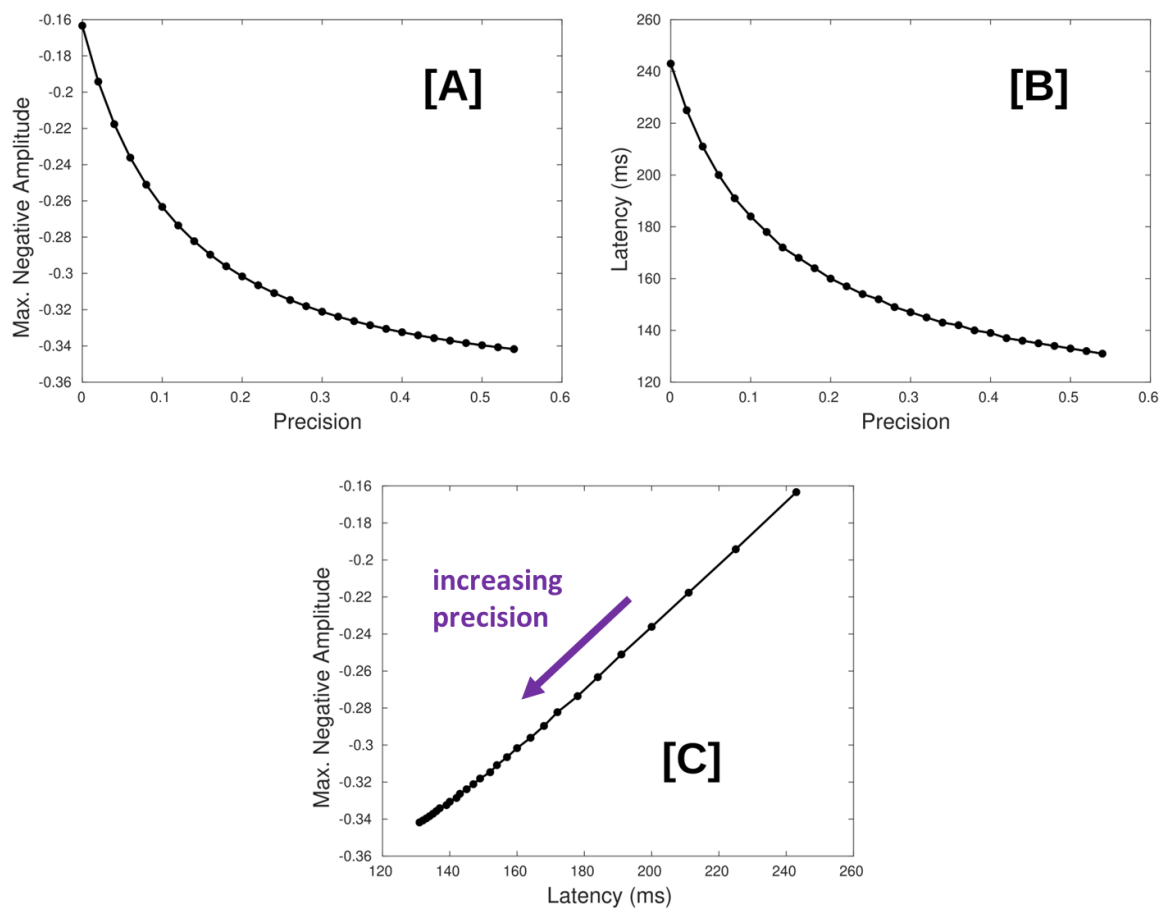 -0.16
-0.18
-0.2
-0.22
-0.24
-0.26
-0.28
-0.3
-0.32
-0.34
-0.36
Max. Negative Amplitude
[A]
0 0.1 0.2 0.3 0.4 0.5 0.6
Precision
260
240
220
200
180
160
140
120
Latency (ms)
[B]
0 0.1 0.2 0.3 0.4 0.5 0.6
Precision
-0.16
-0.18
-0.2
-0.22
-0.24
-0.26
-0.28
-0.3
-0.32
-0.34
-0.36
Max. Negative Amplitude
increasing
precision
[C]
120 140 160 180 200 220 240 260
Latency (ms)